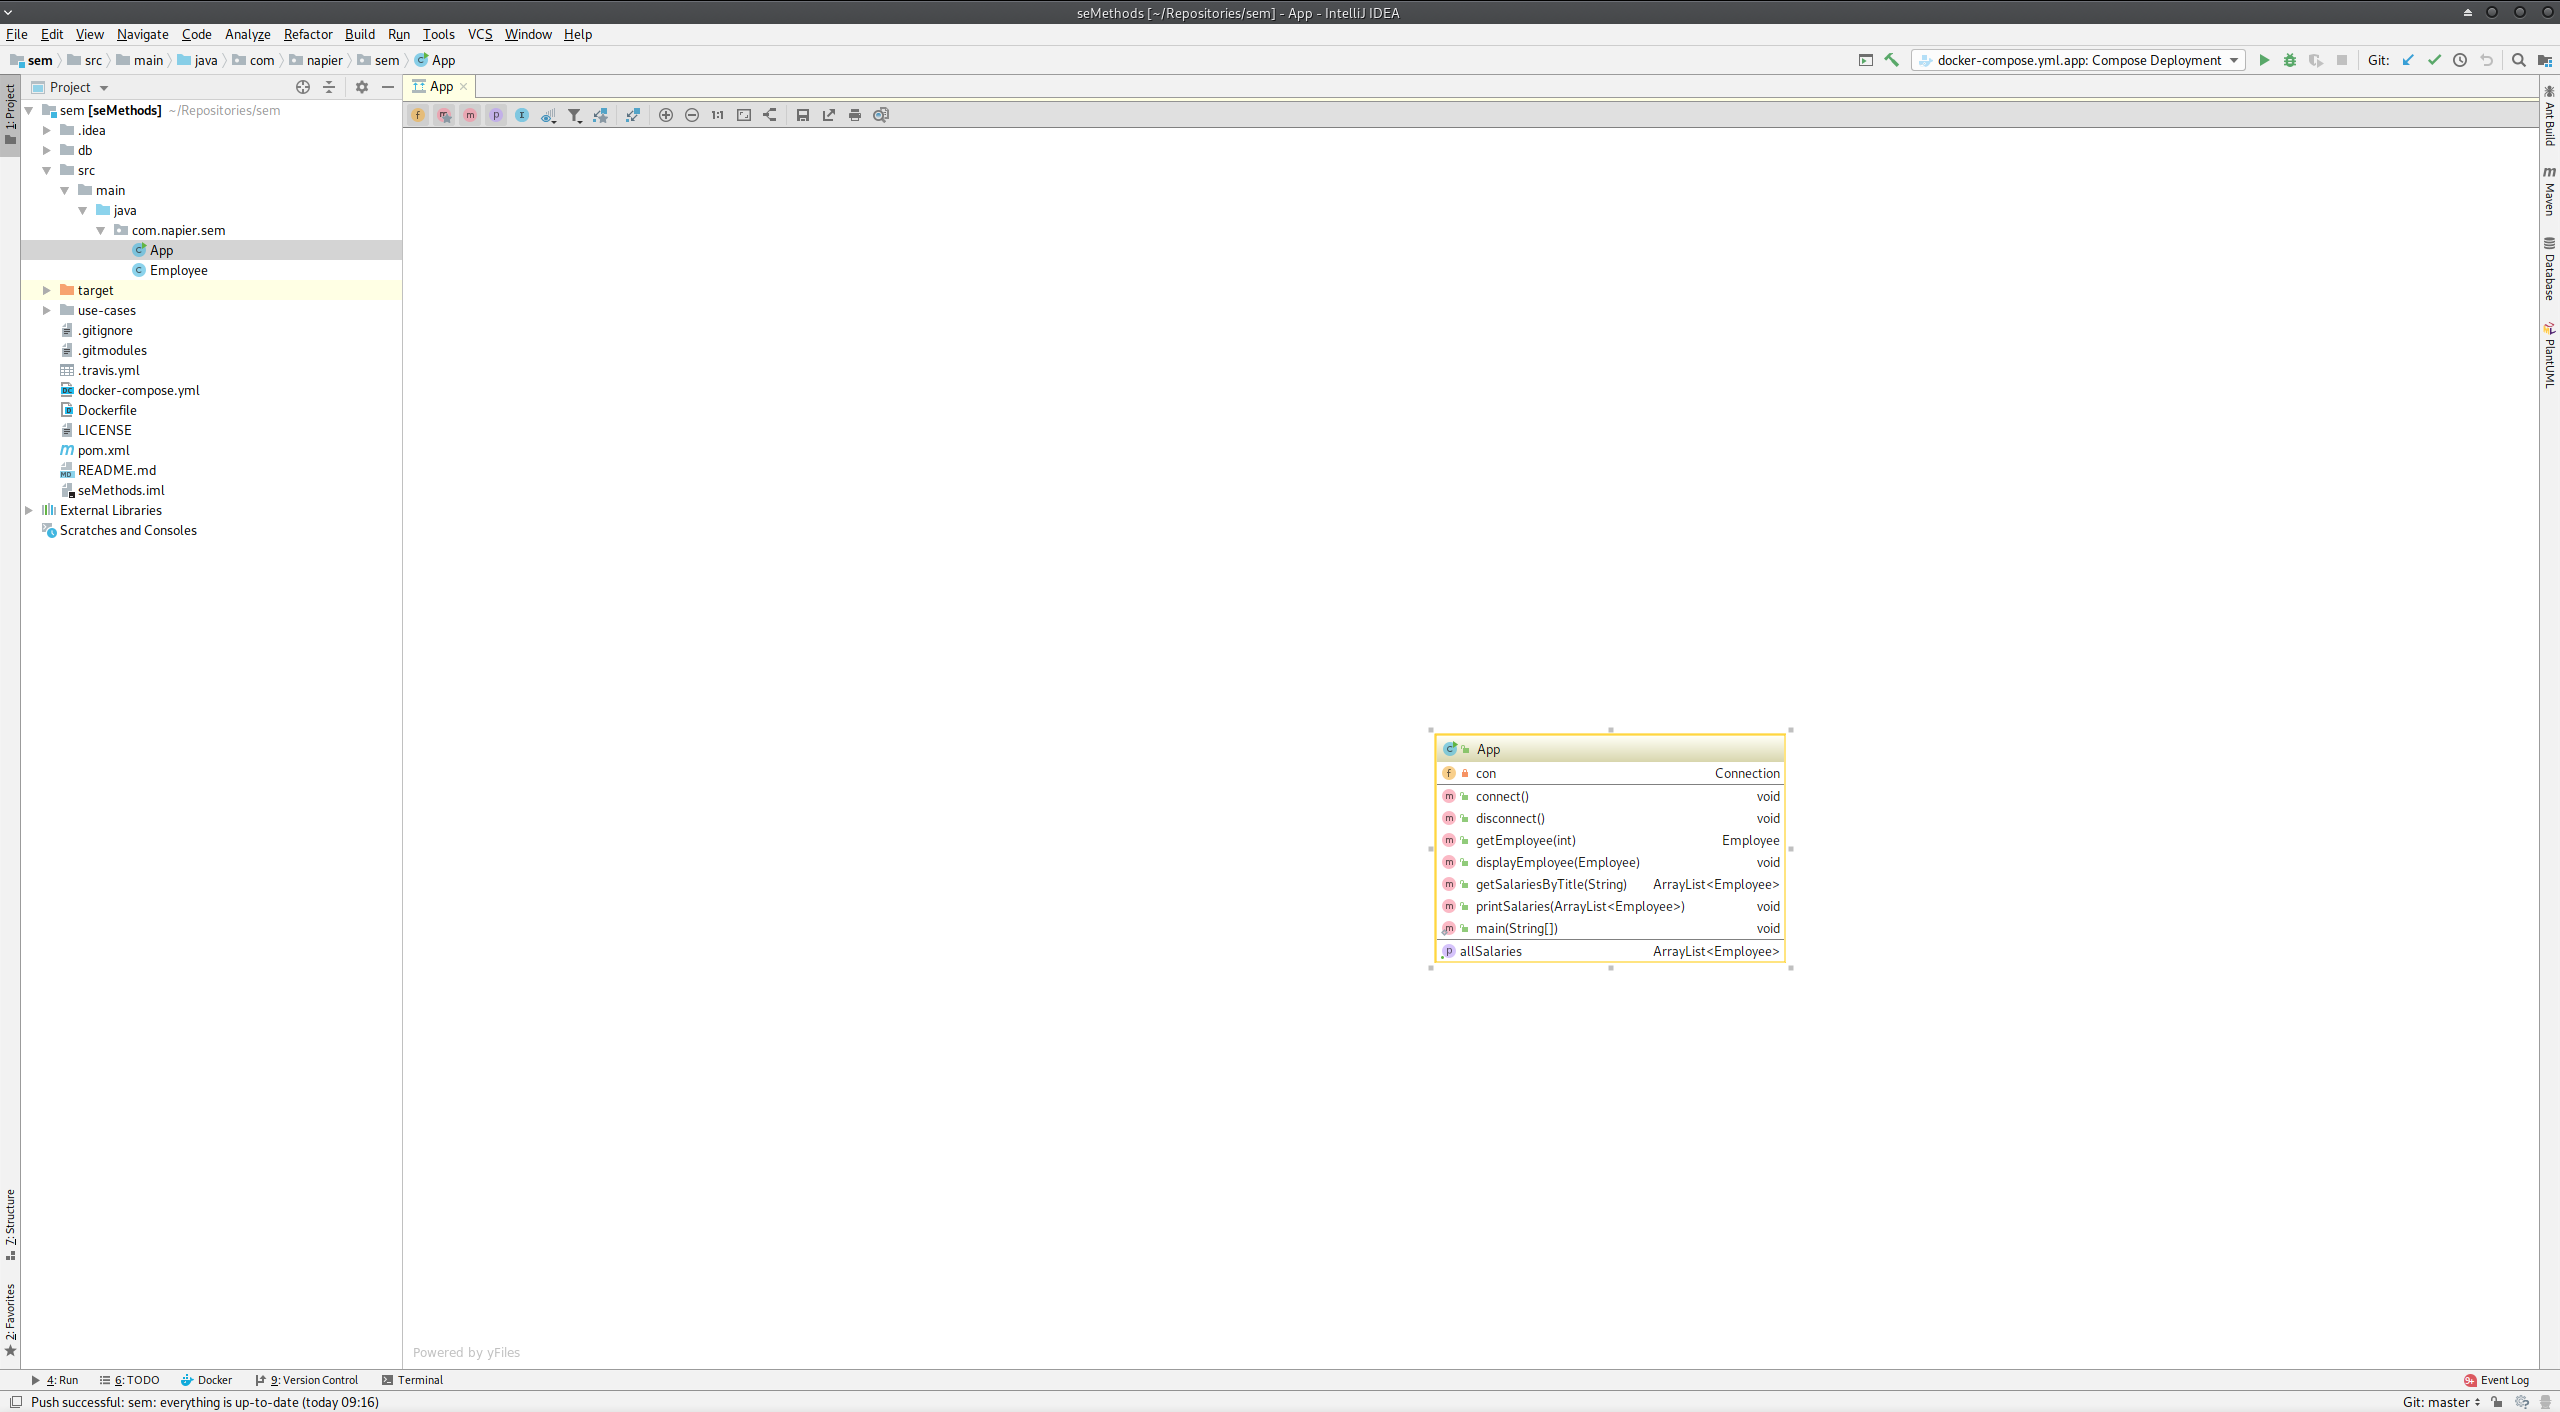 seMethods [~/Repositories/sem] - App - IntelliJ IDEA
File Edit View Navigate Code Analyze Refactor Build Run Tools VCS Window Help
sem src main java com napier sem App
docker-compose.yml.app: Compose Deployment Git:
1: Project
Project
App
f m m p I 1:1
sem [seMethods] ~/Repositories/sem
.idea
db
src
main
java
com.napier.sem
App
Employee
target
use-cases
.gitignore
.gitmodules
.travis.yml
docker-compose.yml
Dockerfile
LICENSE
pom.xml
README.md
seMethods.iml
External Libraries
Scratches and Consoles
App
con Connection
connect() void
disconnect() void
getEmployee(int) Employee
displayEmployee(Employee) void
getSalariesByTitle(String) ArrayList<Employee>
printSalaries(ArrayList<Employee>) void
main(String[]) void
allSalaries ArrayList<Employee>
Ant Build
Maven
Database
PlantUML
7: Structure
2: Favorites
Powered by yFiles
4: Run 6: TODO Docker 9: Version Control Terminal
9+ Event Log
Push successful: sem: everything is up-to-date (today 09:16)
Git: master